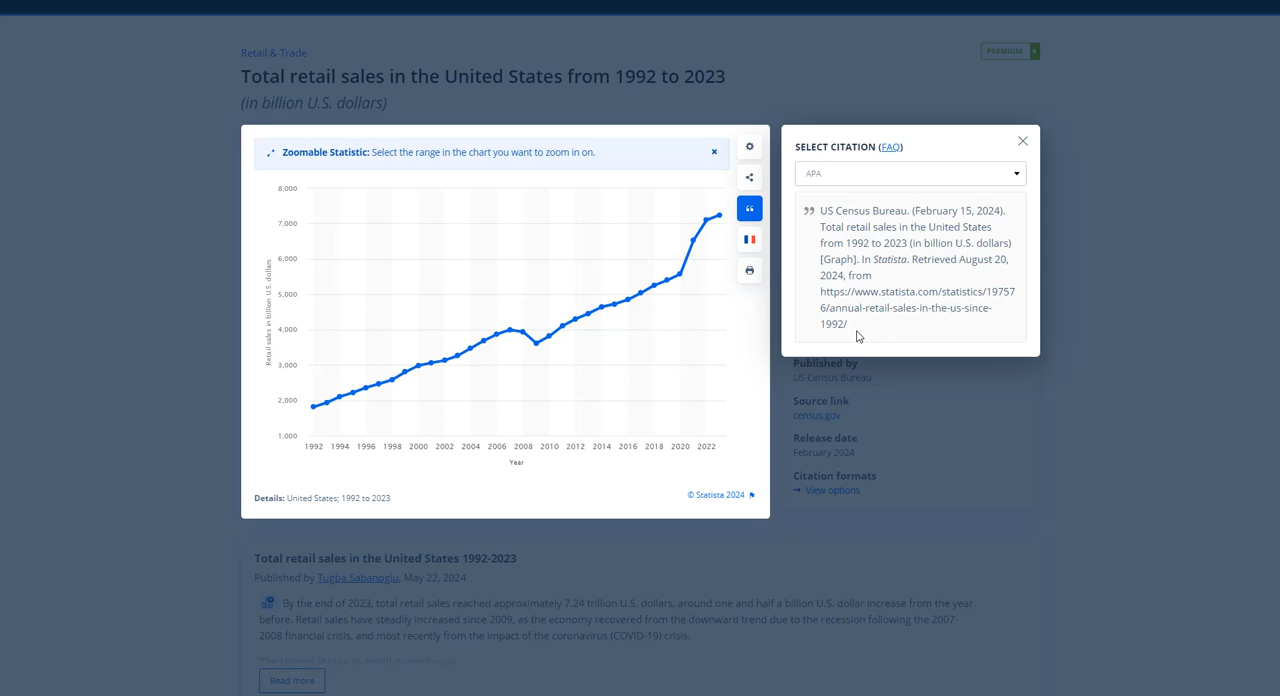 Retail & Trade
PREMIUM +
Total retail sales in the United States from 1992 to 2023
(in billion U.S. dollars)
Zoomable Statistic: Select the range in the chart you want to zoom in on.
8,000
7,000
6,000
5,000
4,000
3,000
2,000
1,000
Retail sales in billion U.S. dollars
1992 1994 1996 1998 2000 2002 2004 2006 2008 2010 2012 2014 2016 2018 2020 2022
Year
Details: United States; 1992 to 2023
© Statista 2024
SELECT CITATION (FAQ)
APA
US Census Bureau. (February 15, 2024).
Total retail sales in the United States
from 1992 to 2023 (in billion U.S. dollars)
[Graph]. In Statista. Retrieved August 20,
2024, from
https://www.statista.com/statistics/19757
6/annual-retail-sales-in-the-us-since-
1992/
Published by
US Census Bureau
Source link
census.gov
Release date
February 2024
Citation formats
→ View options
Total retail sales in the United States 1992-2023
Published by Tugba Sabanoglu, May 22, 2024
By the end of 2023, total retail sales reached approximately 7.24 trillion U.S. dollars, around one and half a billion U.S. dollar increase from the year
before. Retail sales have steadily increased since 2009, as the economy recovered from the downward trend due to the recession following the 2007-
2008 financial crisis, and most recently from the impact of the coronavirus (COVID-19) crisis.
The United States as retail
Read more